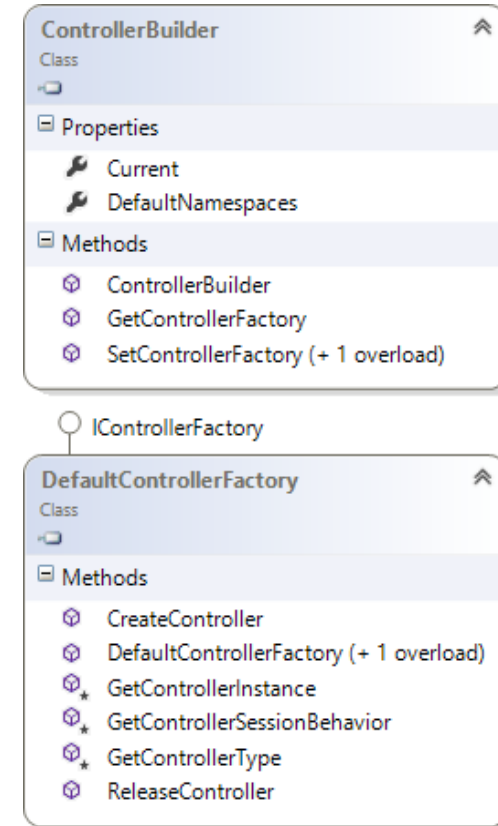 ControllerBuilder
Class
Properties
Current
DefaultNamespaces
Methods
ControllerBuilder
GetControllerFactory
SetControllerFactory (+ 1 overload)
IControllerFactory
DefaultControllerFactory
Class
Methods
CreateController
DefaultControllerFactory (+ 1 overload)
GetControllerInstance
GetControllerSessionBehavior
GetControllerType
ReleaseController